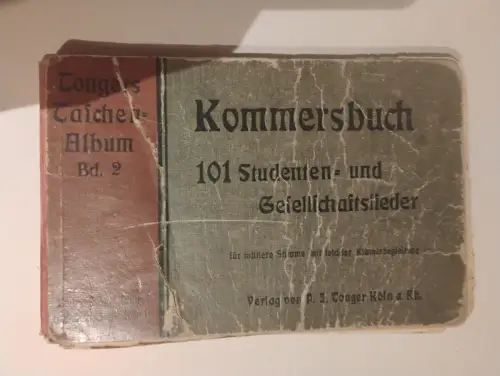 Tongers
Taschen-
Album
Bd. 2
Kommersbuch
101 Studenten- und
Gesellschaftslieder
für mittlere Stimme mit leichter Klavierbegleitung
Verlag von P. J. Tonger Köln a. Rh.